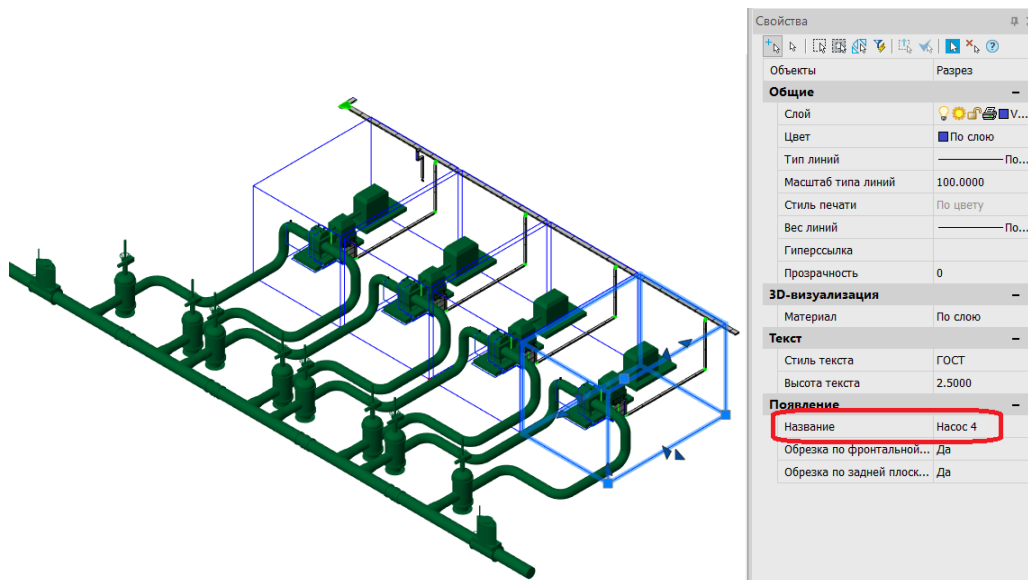 Свойства
Объекты Разрез
Общие
Слой V...
Цвет По слою
Тип линий По...
Масштаб типа линий 100.0000
Стиль печати По цвету
Вес линий По...
Гиперссылка
Прозрачность 0
3D-визуализация
Материал По слою
Текст
Стиль текста ГОСТ
Высота текста 2.5000
Появление
Название Насос 4
Обрезка по фронтальной... Да
Обрезка по задней плоск... Да